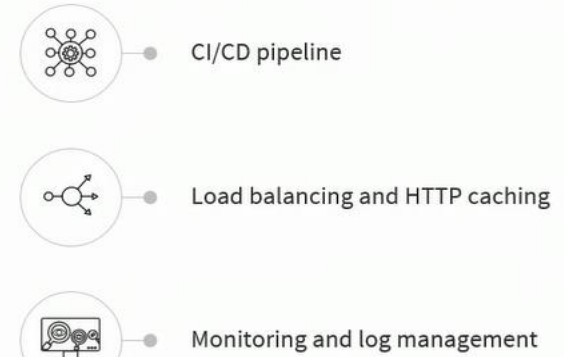 CI/CD pipeline
Load balancing and HTTP caching
Monitoring and log management